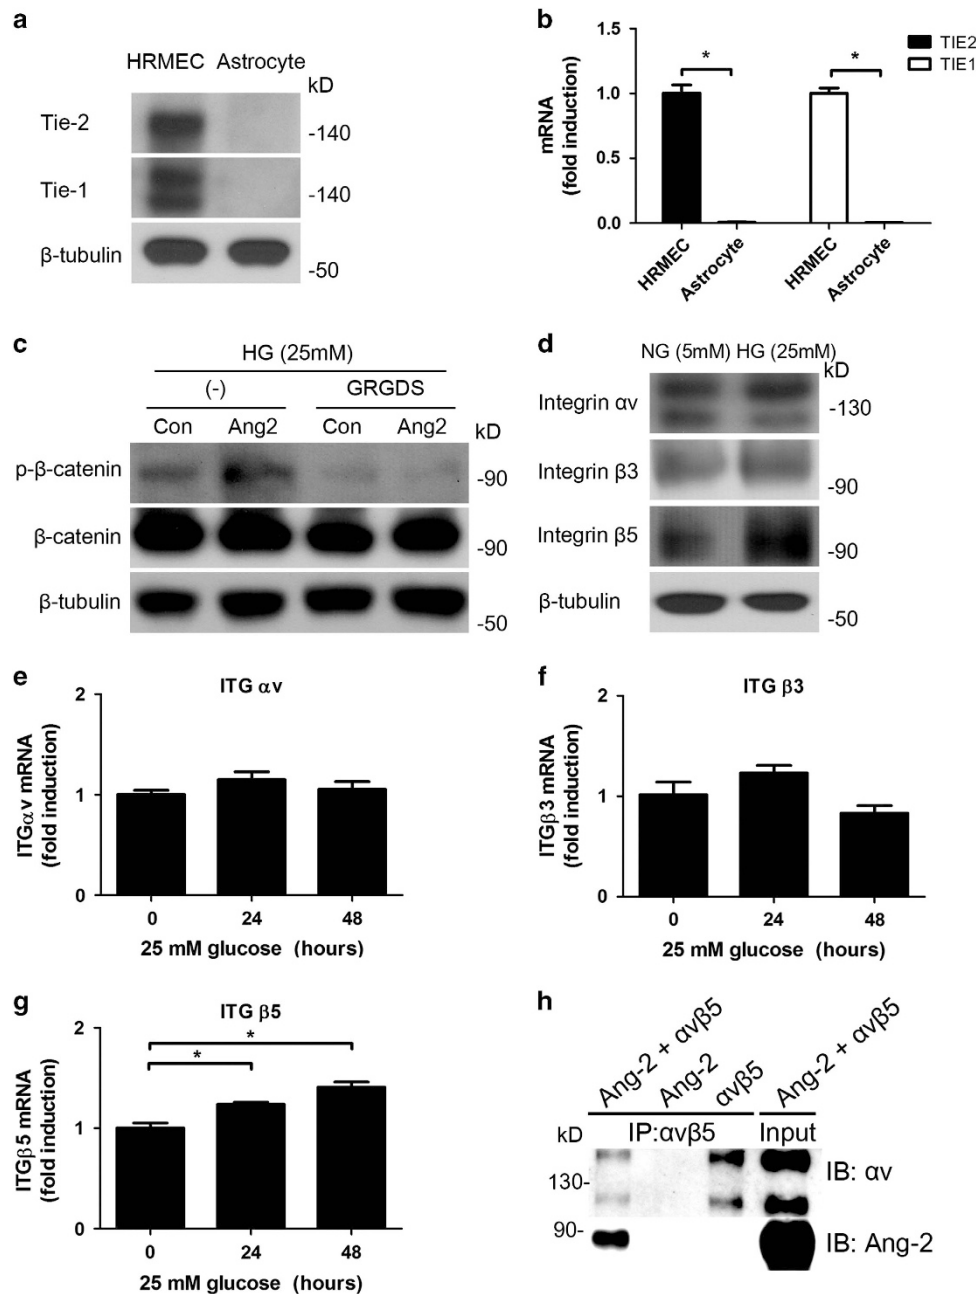 a
HRMEC Astrocyte
kD
Tie-2
-140
Tie-1
-140
β-tubulin
-50
b
mRNA
(fold induction)
1.5
1.0
0.5
0.0
*
*
TIE2
TIE1
HRMEC
Astrocyte
HRMEC
Astrocyte
c
HG (25mM)
(-)
GRGDS
Con Ang2 Con Ang2
kD
p-β-catenin
-90
β-catenin
-90
β-tubulin
-50
d
NG (5mM) HG (25mM)
kD
Integrin αv
-130
Integrin β3
-90
Integrin β5
-90
β-tubulin
-50
e
ITG αv
ITGαv mRNA
(fold induction)
2
1
0
0 24 48
25 mM glucose (hours)
f
ITG β3
ITGβ3 mRNA
(fold induction)
2
1
0
0 24 48
25 mM glucose (hours)
g
ITG β5
ITGβ5 mRNA
(fold induction)
2
1
0
*
*
0 24 48
25 mM glucose (hours)
h
Ang-2 + αvβ5
Ang-2
αvβ5
Ang-2 + αvβ5
kD
IP:αvβ5
Input
130-
IB: αv
90-
IB: Ang-2